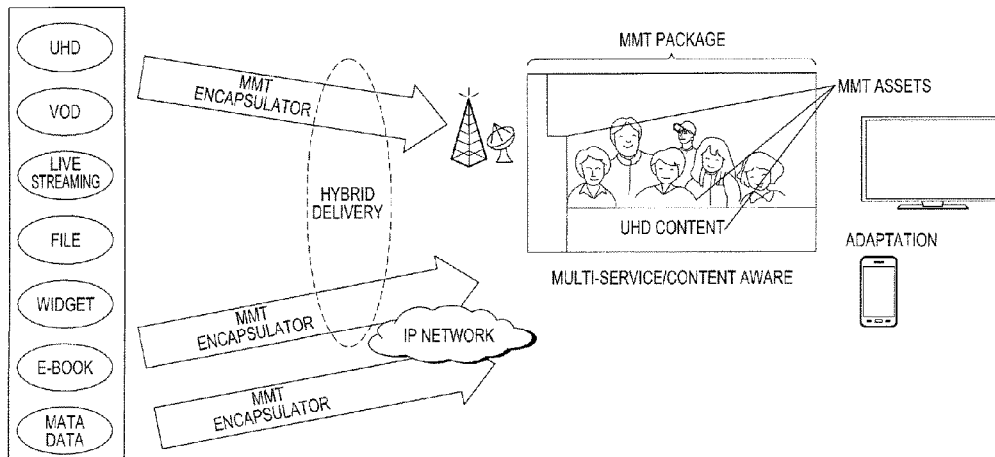 UHD
VOD
LIVE
STREAMING
FILE
WIDGET
E-BOOK
MATA
DATA
MMT
ENCAPSULATOR
HYBRID
DELIVERY
MMT
ENCAPSULATOR
MMT
ENCAPSULATOR
IP NETWORK
MMT PACKAGE
MMT ASSETS
UHD CONTENT
MULTI-SERVICE/CONTENT AWARE
ADAPTATION